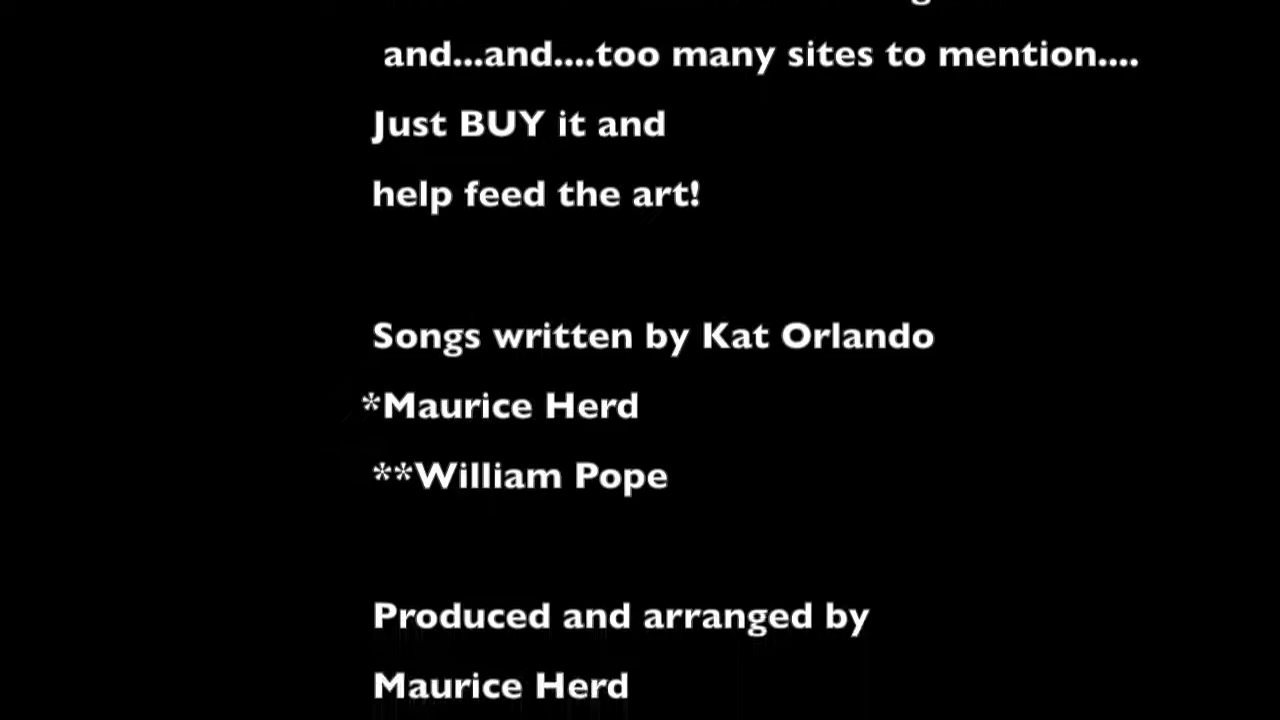 and...and....too many sites to mention....
Just BUY it and
help feed the art!
Songs written by Kat Orlando
*Maurice Herd
**William Pope
Produced and arranged by
Maurice Herd